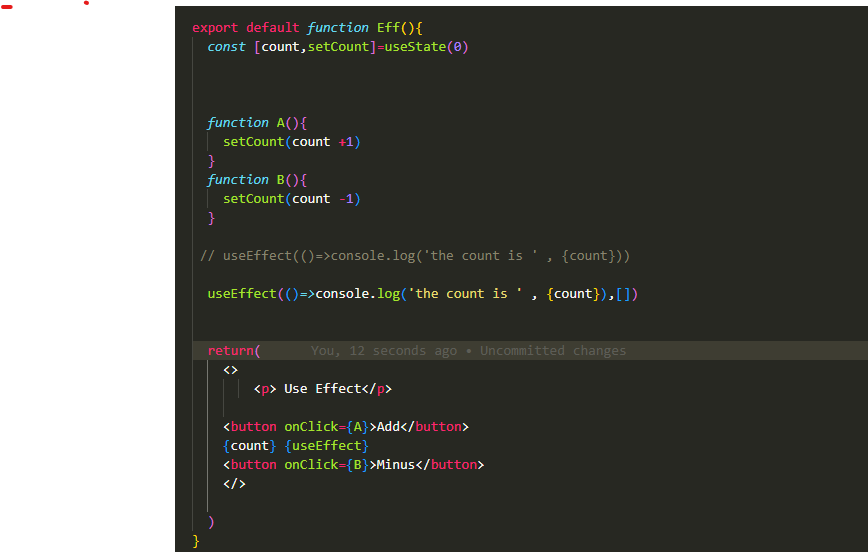 export default function Eff(){
const [count,setCount]=useState(0)
function A(){
setCount(count +1)
}
function B(){
setCount(count -1)
}
// useEffect(()=>console.log('the count is ' , {count}))
useEffect(()=>console.log('the count is ' , {count}),[])
return( You, 12 seconds ago • Uncommitted changes
<>
<p> Use Effect</p>
<button onClick={A}>Add</button>
{count} {useEffect}
<button onClick={B}>Minus</button>
</>
)
}